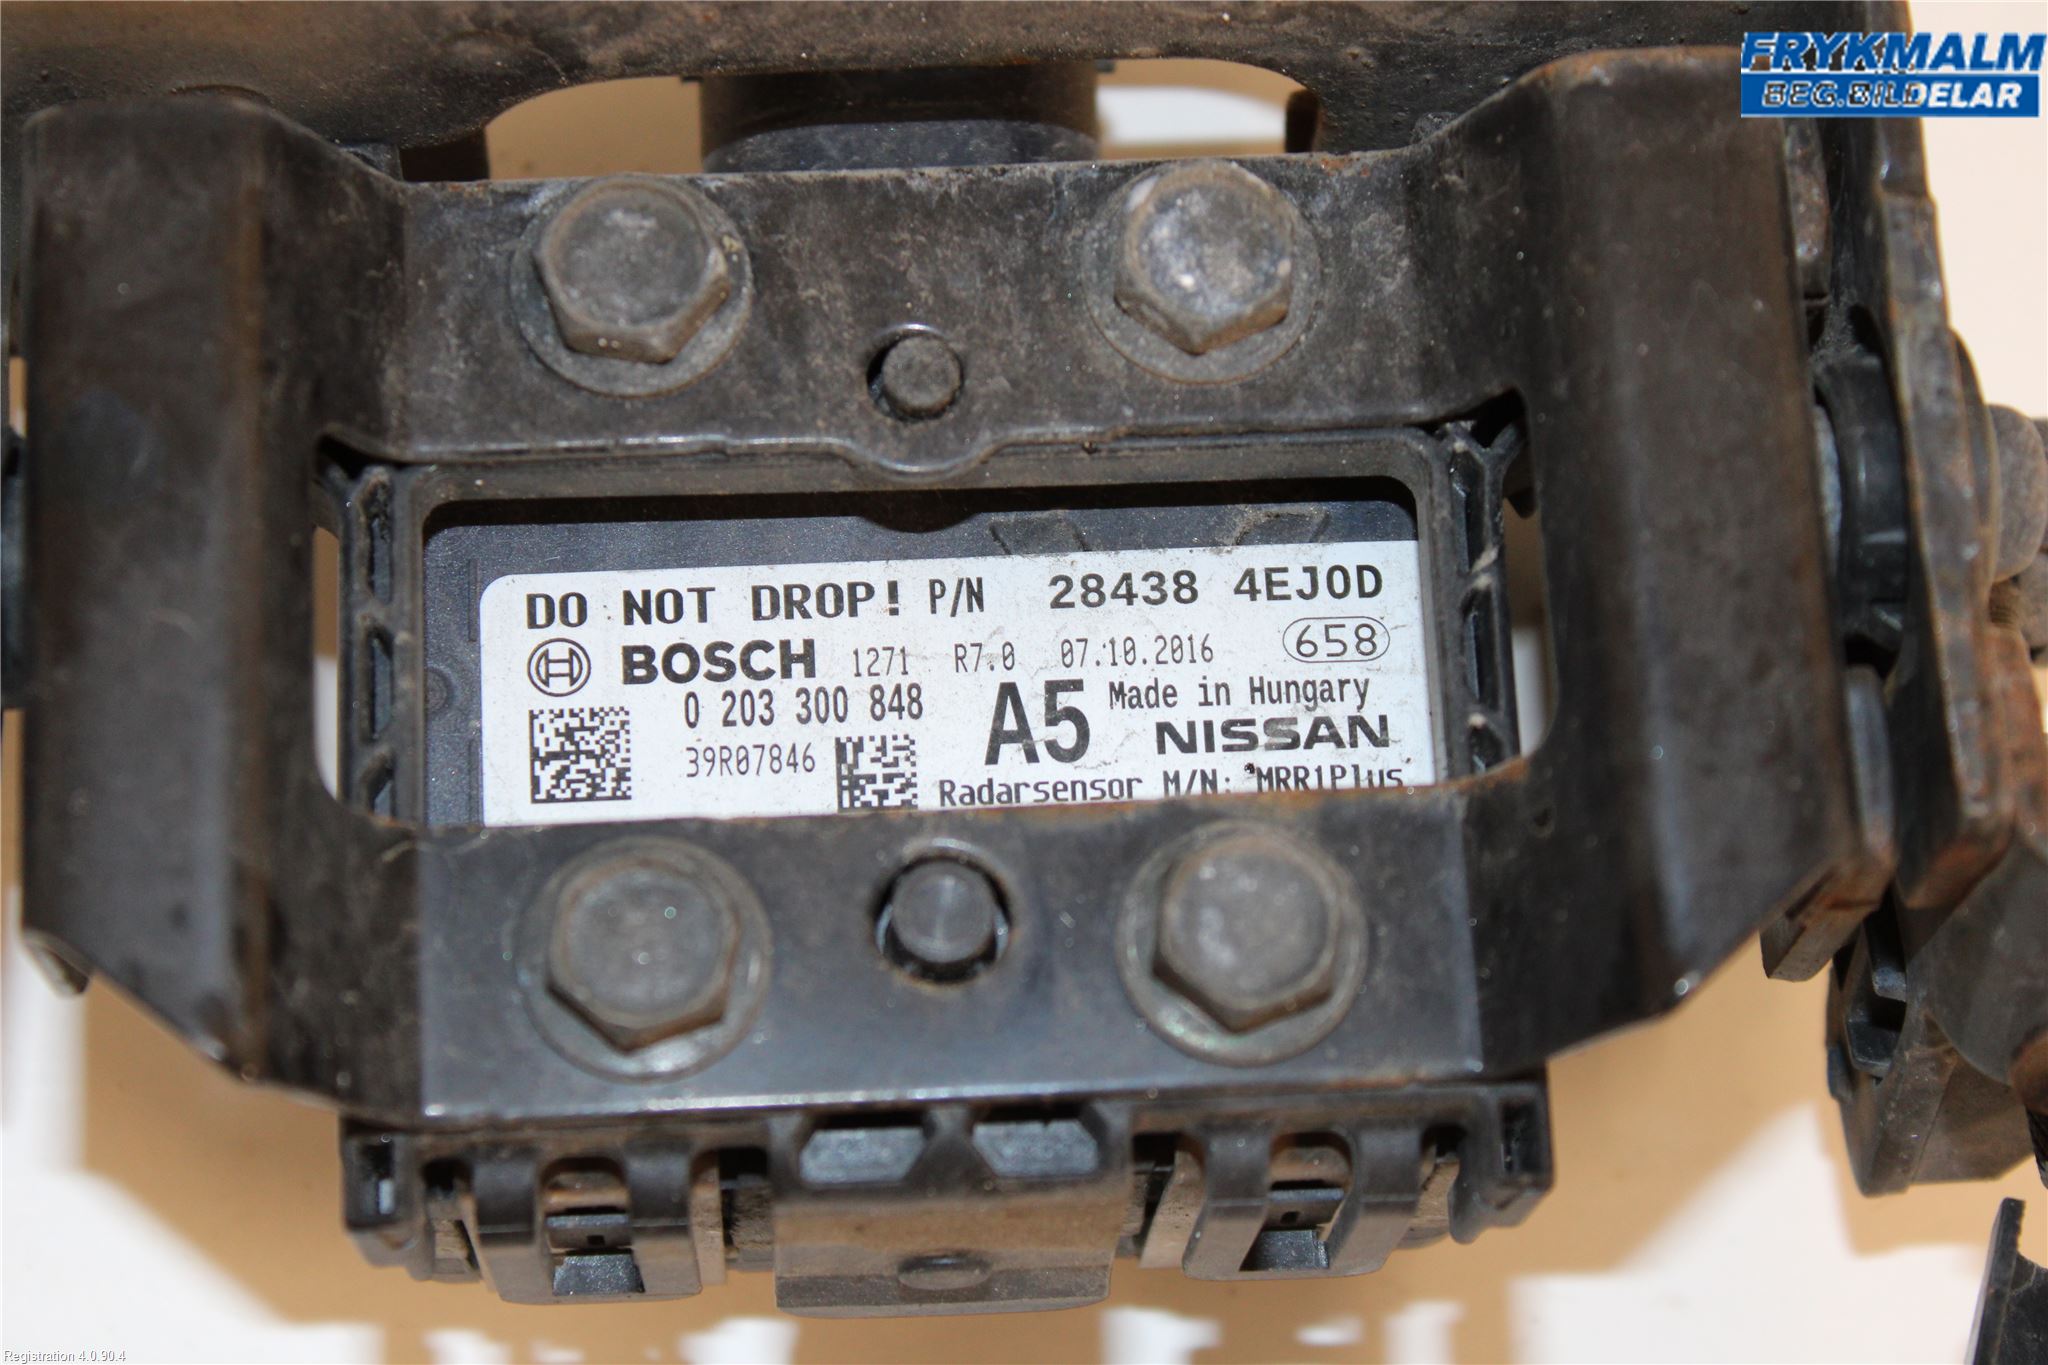 FRYKMALM
BEG.BILDELAR
DO NOT DROP! P/N 28438 4EJ0D
BOSCH 1271 R7.0 07.10.2016 658
0 203 300 848 A5 Made in Hungary
39R07846 NISSAN
Radarsensor M/N: *MRR1Plus
Registration 4.0.90.4